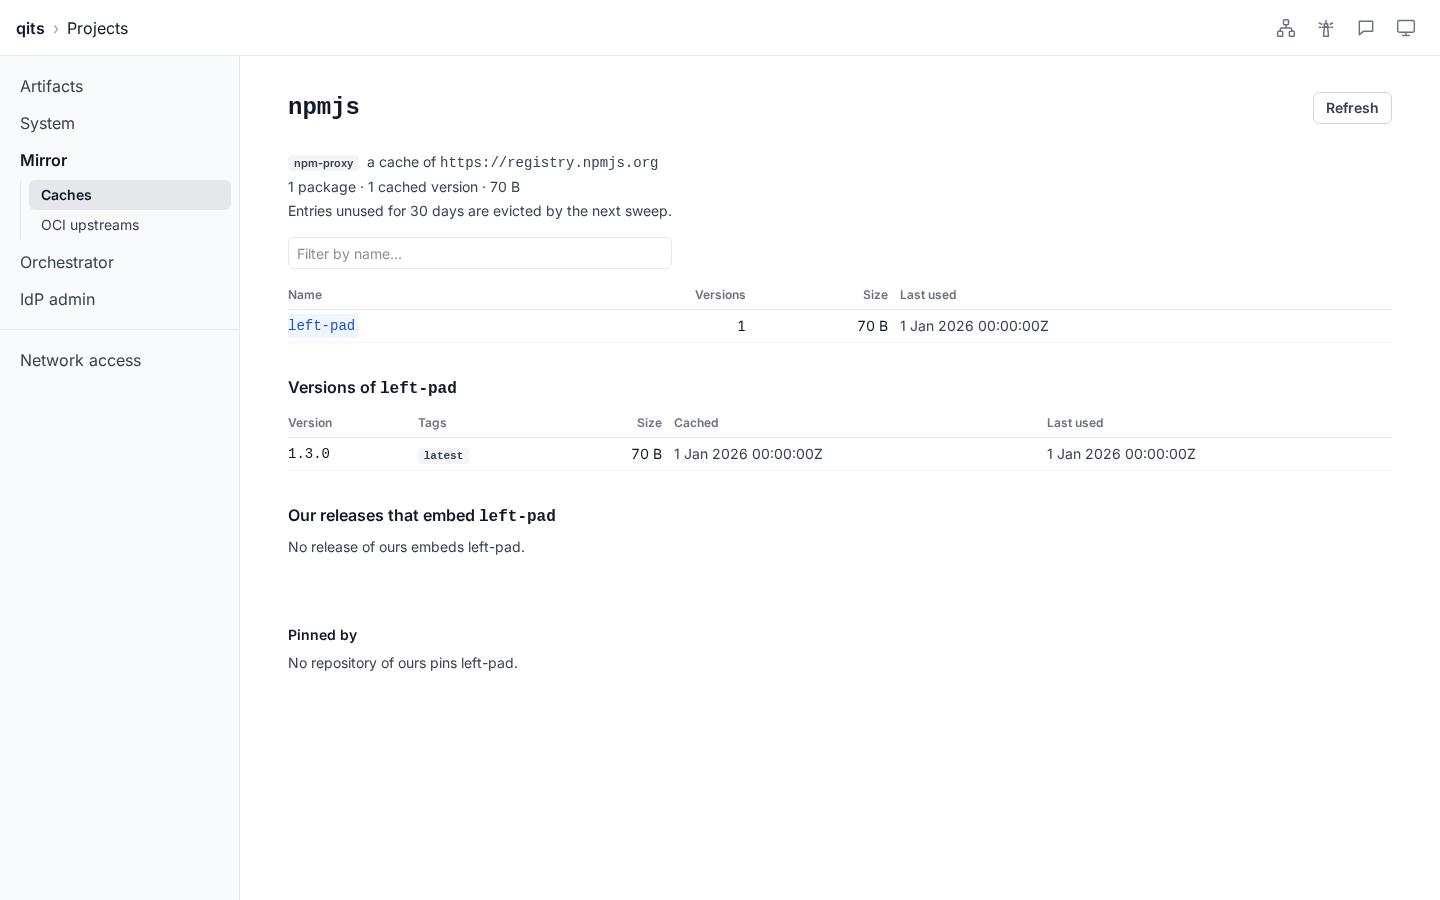 qits › Projects
Artifacts
System
Mirror
Caches
OCI upstreams
Orchestrator
IdP admin
Network access
npmjs
Refresh
npm-proxy a cache of https://registry.npmjs.org
1 package · 1 cached version · 70 B
Entries unused for 30 days are evicted by the next sweep.
Filter by name...
Name Versions Size Last used
left-pad 1 70 B 1 Jan 2026 00:00:00Z
Versions of left-pad
Version Tags Size Cached Last used
1.3.0 latest 70 B 1 Jan 2026 00:00:00Z 1 Jan 2026 00:00:00Z
Our releases that embed left-pad
No release of ours embeds left-pad.
Pinned by
No repository of ours pins left-pad.